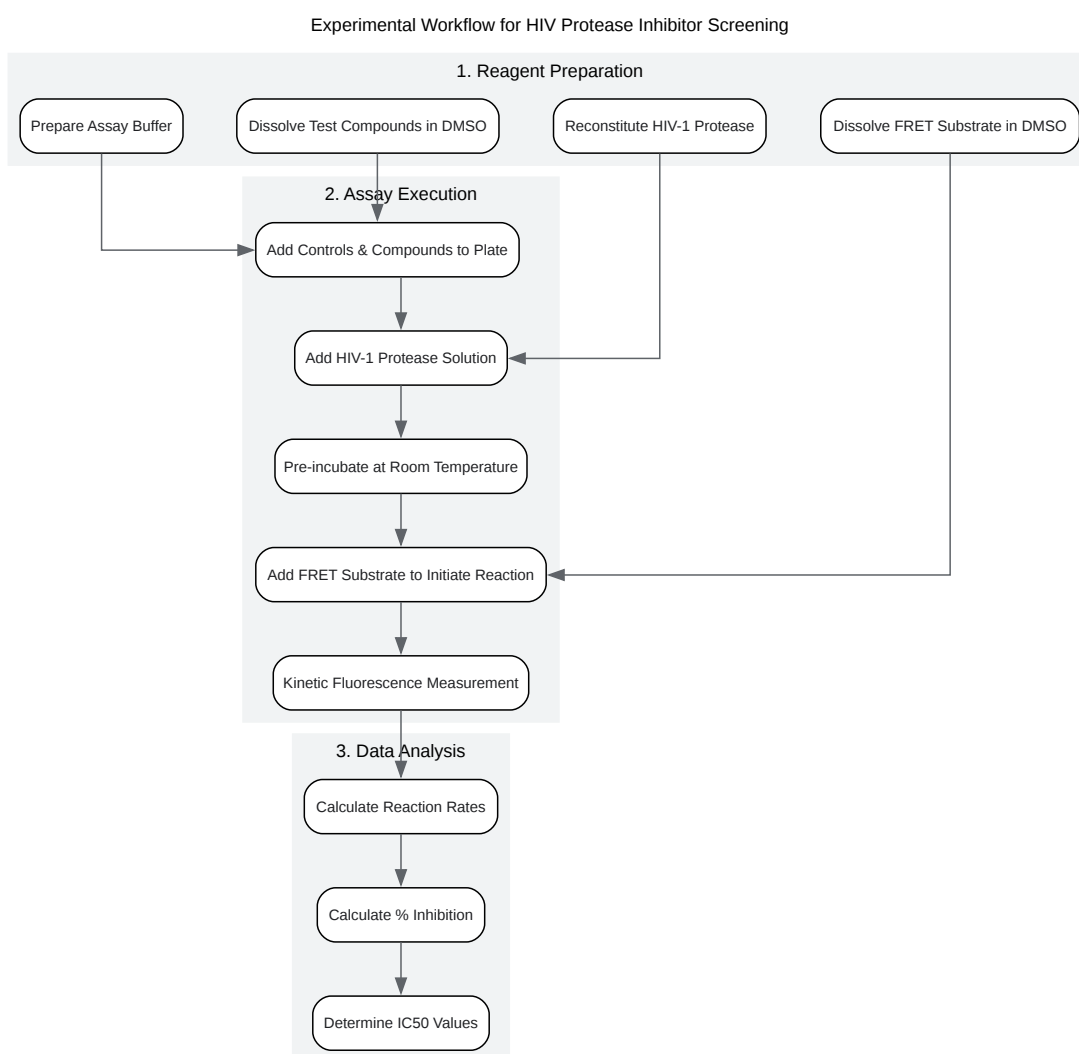 Experimental Workflow for HIV Protease Inhibitor Screening
1. Reagent Preparation
Prepare Assay Buffer
Dissolve Test Compounds in DMSO
Reconstitute HIV-1 Protease
Dissolve FRET Substrate in DMSO
2. Assay Execution
Add Controls & Compounds to Plate
Add HIV-1 Protease Solution
Pre-incubate at Room Temperature
Add FRET Substrate to Initiate Reaction
Kinetic Fluorescence Measurement
3. Data Analysis
Calculate Reaction Rates
Calculate % Inhibition
Determine IC50 Values